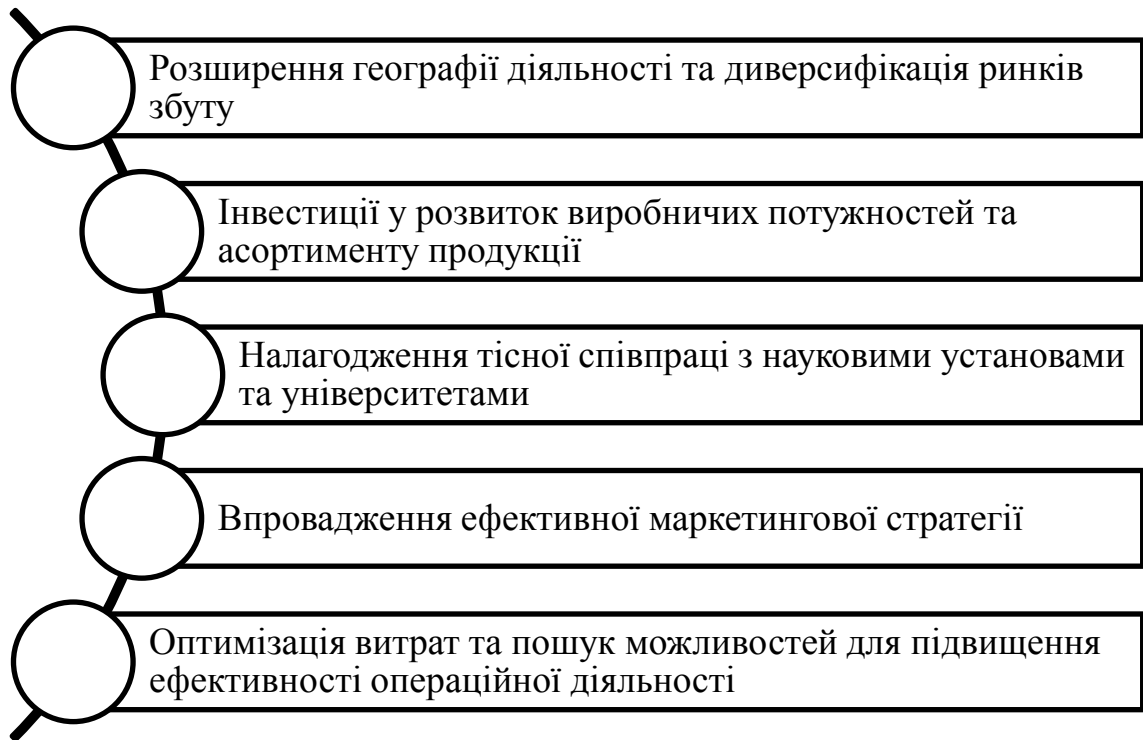 Розширення географії діяльності та диверсифікація ринків
збуту
Інвестиції у розвиток виробничих потужностей та
асортименту продукції
Налагодження тісної співпраці з науковими установами
та університетами
Впровадження ефективної маркетингової стратегії
Оптимізація витрат та пошук можливостей для підвищення
ефективності операційної діяльності